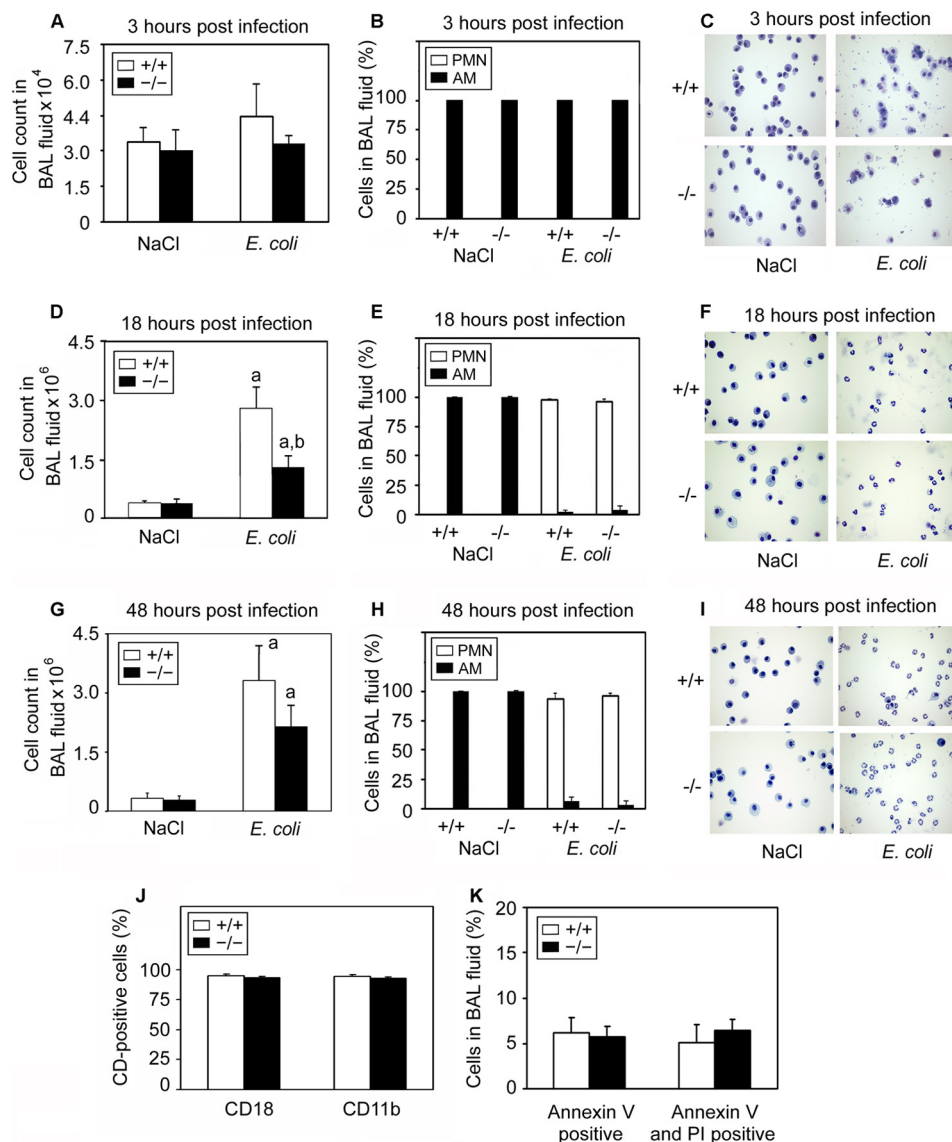 A 3 hours post infection
Cell count in
BAL fluid x 10⁴
7.5
6.0
4.4
3.0
1.4
0
+/+
−/−
NaCl
E. coli
B 3 hours post infection
Cells in BAL fluid (%)
100
75
50
25
0
PMN
AM
+/+ -/- +/+ -/-
NaCl E. coli
C 3 hours post infection
+/+
-/-
NaCl E. coli
D 18 hours post infection
Cell count in
BAL fluid x 10⁶
4.5
3.0
1.5
0
+/+
−/−
a
a,b
NaCl
E. coli
E 18 hours post infection
Cells in BAL fluid (%)
100
75
50
25
0
PMN
AM
+/+ -/- +/+ -/-
NaCl E. coli
F 18 hours post infection
+/+
-/-
NaCl E. coli
G 48 hours post infection
Cell count in
BAL fluid x 10⁶
4.5
3.0
1.5
0
+/+
−/−
a
a
NaCl
E. coli
H 48 hours post infection
Cells in BAL fluid (%)
100
75
50
25
0
PMN
AM
+/+ -/- +/+ -/-
NaCl E. coli
I 48 hours post infection
+/+
-/-
NaCl E. coli
J
CD-positive cells (%)
100
75
50
25
0
+/+
−/−
CD18 CD11b
K
Cells in BAL fluid (%)
20
15
10
5
0
+/+
−/−
Annexin V
positive
Annexin V
and PI positive